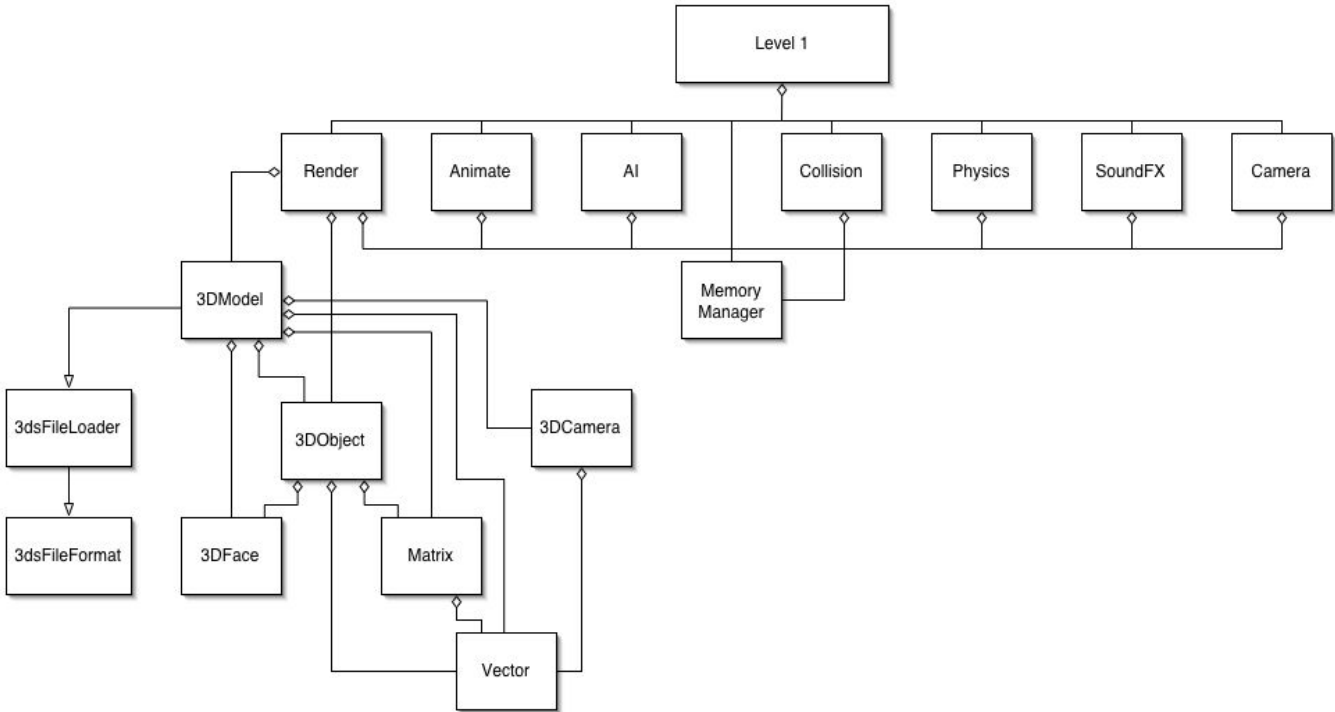 Level 1
Render
Animate
AI
Collision
Physics
SoundFX
Camera
3DModel
Memory
Manager
3dsFileLoader
3DObject
3DCamera
3dsFileFormat
3DFace
Matrix
Vector